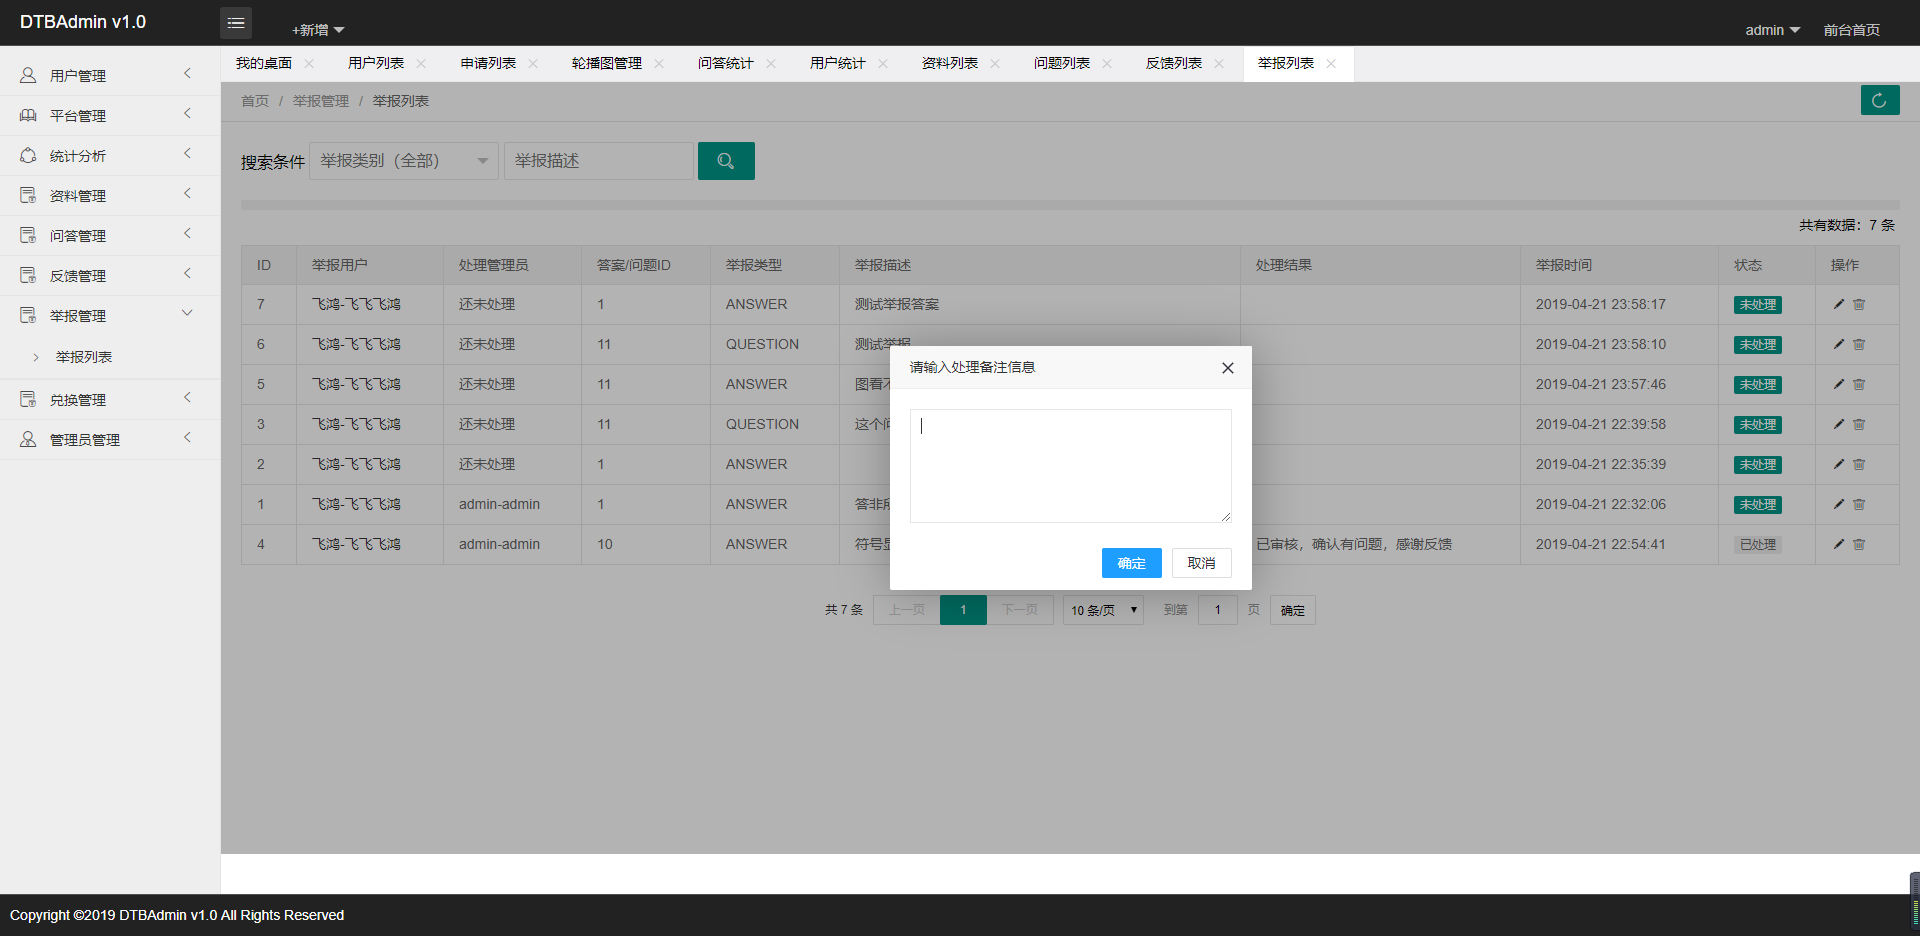 DTBAdmin v1.0
+新增
admin
前台首页
我的桌面 用户列表 申请列表 轮播图管理 问答统计 用户统计 资料列表 问题列表 反馈列表 举报列表
用户管理
平台管理
统计分析
资料管理
问答管理
反馈管理
举报管理
举报列表
兑换管理
管理员管理
首页 / 举报管理 / 举报列表
搜索条件 举报类别（全部） 举报描述
共有数据：7 条
ID 举报用户 处理管理员 答案/问题ID 举报类型 举报描述 处理结果 举报时间 状态 操作
7 飞鸿-飞飞飞鸿 还未处理 1 ANSWER 测试举报答案 2019-04-21 23:58:17 未处理
6 飞鸿-飞飞飞鸿 还未处理 11 QUESTION 测试举报 2019-04-21 23:58:10 未处理
5 飞鸿-飞飞飞鸿 还未处理 11 ANSWER 图看不 2019-04-21 23:57:46 未处理
3 飞鸿-飞飞飞鸿 还未处理 11 QUESTION 这个问 2019-04-21 22:39:58 未处理
2 飞鸿-飞飞飞鸿 还未处理 1 ANSWER 2019-04-21 22:35:39 未处理
1 飞鸿-飞飞飞鸿 admin-admin 1 ANSWER 答非所 2019-04-21 22:32:06 未处理
4 飞鸿-飞飞飞鸿 admin-admin 10 ANSWER 符号显 已审核，确认有问题，感谢反馈 2019-04-21 22:54:41 已处理
请输入处理备注信息
确定 取消
共 7 条 上一页 1 下一页 10 条/页 到第 1 页 确定
Copyright ©2019 DTBAdmin v1.0 All Rights Reserved